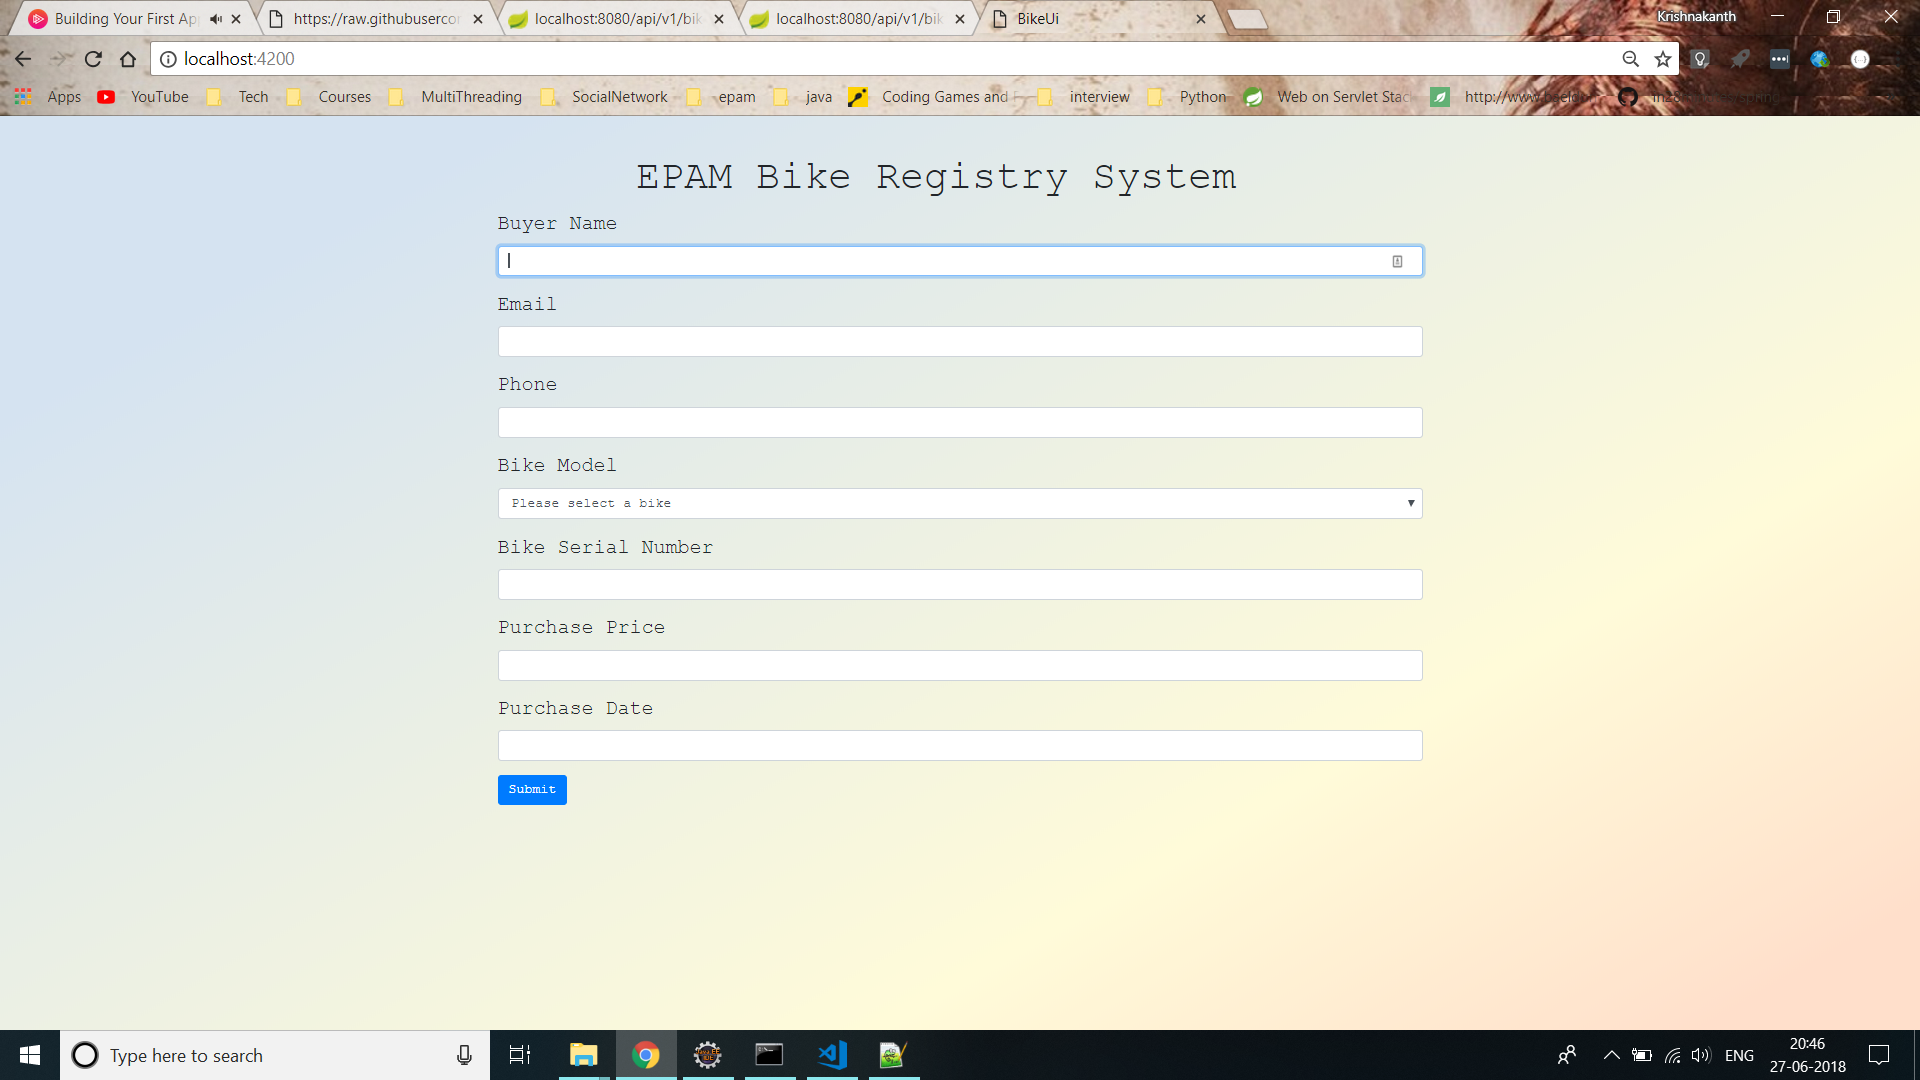 Building Your First Ap
https://raw.githubuserco
localhost:8080/api/v1/bik
localhost:8080/api/v1/bik
BikeUi
Krishnakanth
localhost:4200
Apps
YouTube
Tech
Courses
MultiThreading
SocialNetwork
epam
java
Coding Games and
interview
Python
Web on Servlet Stac
http://www.
EPAM Bike Registry System
Buyer Name
Email
Phone
Bike Model
Please select a bike
Bike Serial Number
Purchase Price
Purchase Date
Submit
Type here to search
ENG
20:46
27-06-2018